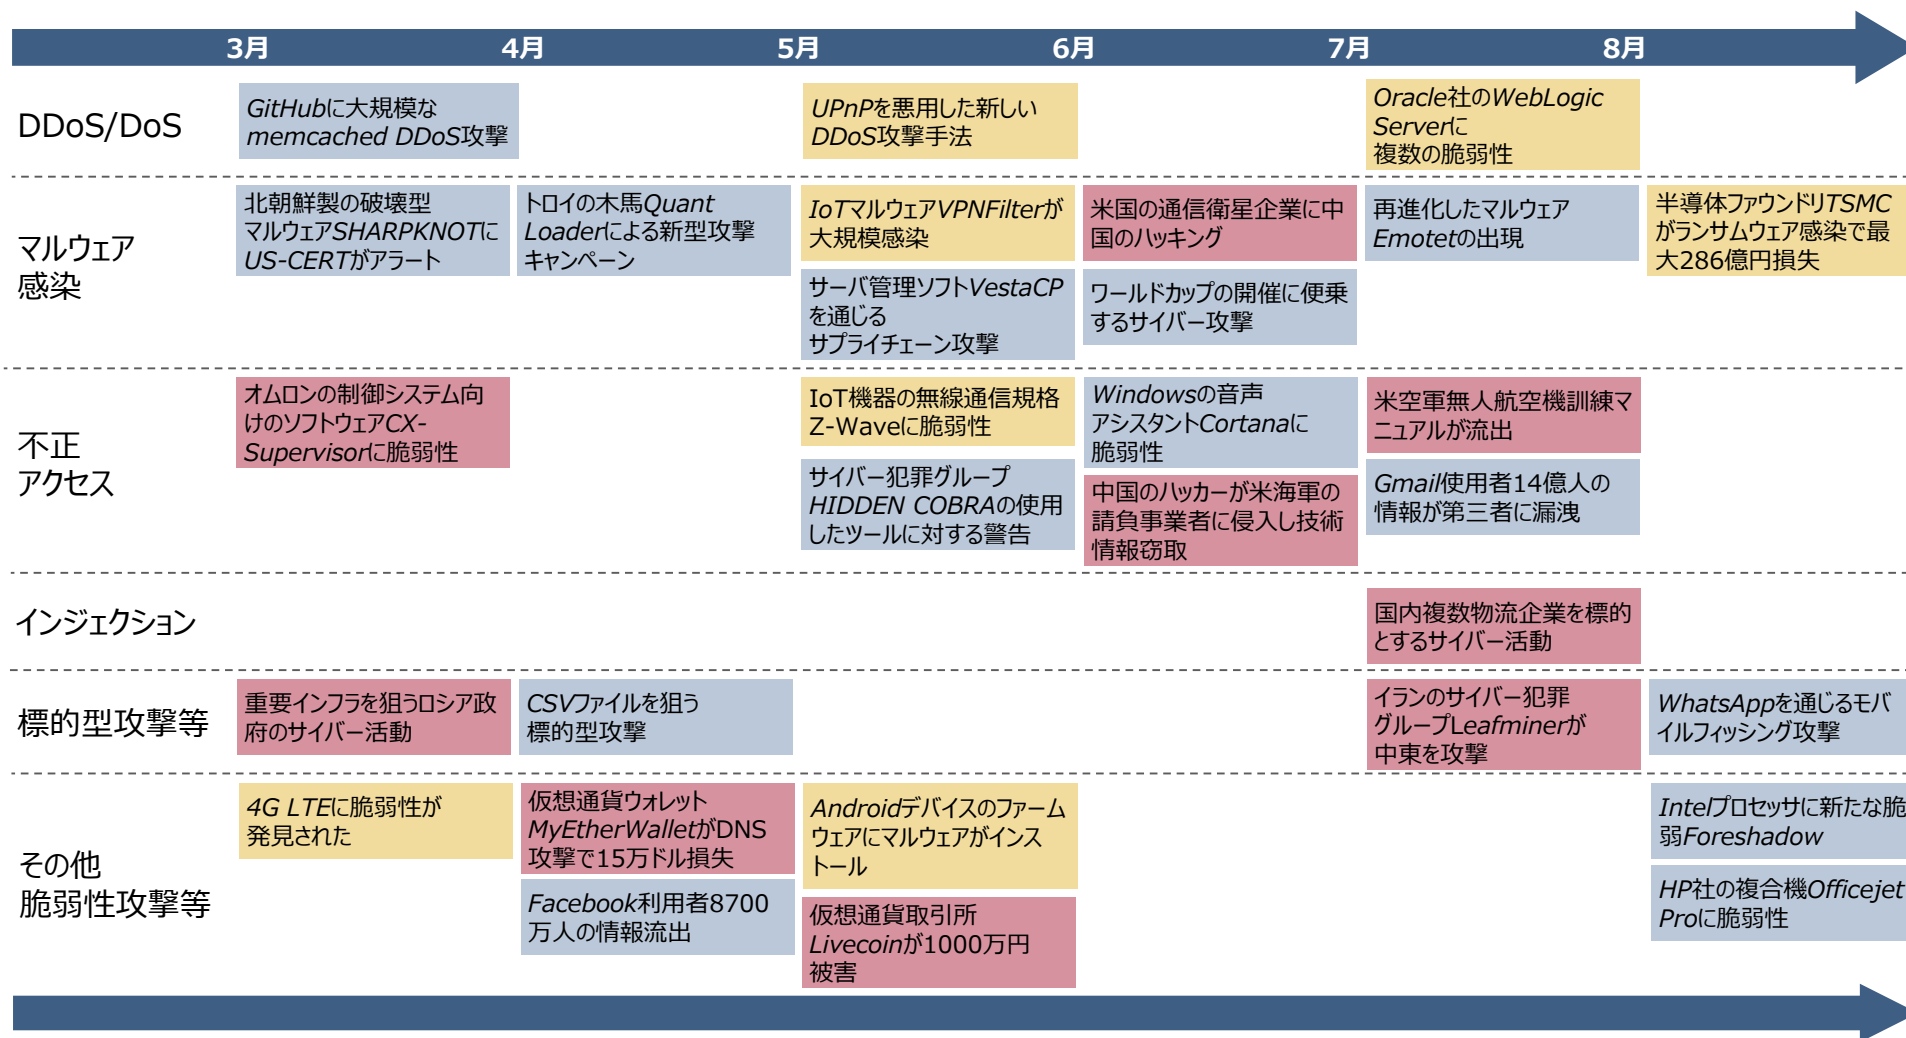 3月 4月 5月 6月 7月 8月
DDoS/DoS
GitHubに大規模な
memcached DDoS攻撃
UPnPを悪用した新しい
DDoS攻撃手法
Oracle社のWebLogic
Serverに
複数の脆弱性
マルウェア
感染
北朝鮮製の破壊型
マルウェアSHARPKNOTに
US-CERTがアラート
トロイの木馬Quant
Loaderによる新型攻撃
キャンペーン
IoTマルウェアVPNFilterが
大規模感染
サーバ管理ソフトVestaCP
を通じる
サプライチェーン攻撃
米国の通信衛星企業に中
国のハッキング
ワールドカップの開催に便乗
するサイバー攻撃
再進化したマルウェア
Emotetの出現
半導体ファウンドリTSMC
がランサムウェア感染で最
大286億円損失
不正
アクセス
オムロンの制御システム向
けのソフトウェアCX-
Supervisorに脆弱性
IoT機器の無線通信規格
Z-Waveに脆弱性
サイバー犯罪グループ
HIDDEN COBRAの使用
したツールに対する警告
Windowsの音声
アシスタントCortanaに
脆弱性
中国のハッカーが米海軍の
請負事業者に侵入し技術
情報窃取
米空軍無人航空機訓練マ
ニュアルが流出
Gmail使用者14億人の
情報が第三者に漏洩
インジェクション
国内複数物流企業を標的
とするサイバー活動
標的型攻撃等
重要インフラを狙うロシア政
府のサイバー活動
CSVファイルを狙う
標的型攻撃
イランのサイバー犯罪
グループLeafminerが
中東を攻撃
WhatsAppを通じるモバ
イルフィッシング攻撃
その他
脆弱性攻撃等
4G LTEに脆弱性が
発見された
仮想通貨ウォレット
MyEtherWalletがDNS
攻撃で15万ドル損失
Facebook利用者8700
万人の情報流出
Androidデバイスのファーム
ウェアにマルウェアがインス
トール
仮想通貨取引所
Livecoinが1000万円
被害
Intelプロセッサに新たな脆
弱Foreshadow
HP社の複合機Officejet
Proに脆弱性